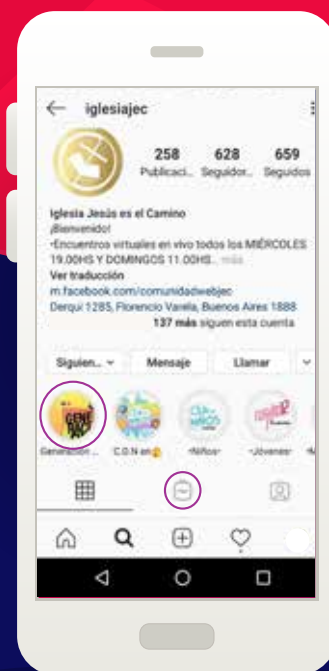 iglesiajec
258 628 659
Publicaci... Seguidor... Seguidos
Iglesia Jesús es el Camino
¡Bienvenido!
-Encuentros virtuales en vivo todos los MIÉRCOLES
19.00HS Y DOMINGOS 11.00HS... más
Ver traducción
m.facebook.com/comunidadwebjec
Derqui 1285, Florencio Varela, Buenos Aires 1888
137 más siguen esta cuenta
Siguien... Mensaje Llamar
GENE
Generación ... C.O.N en -Niños- -Jóvenes-